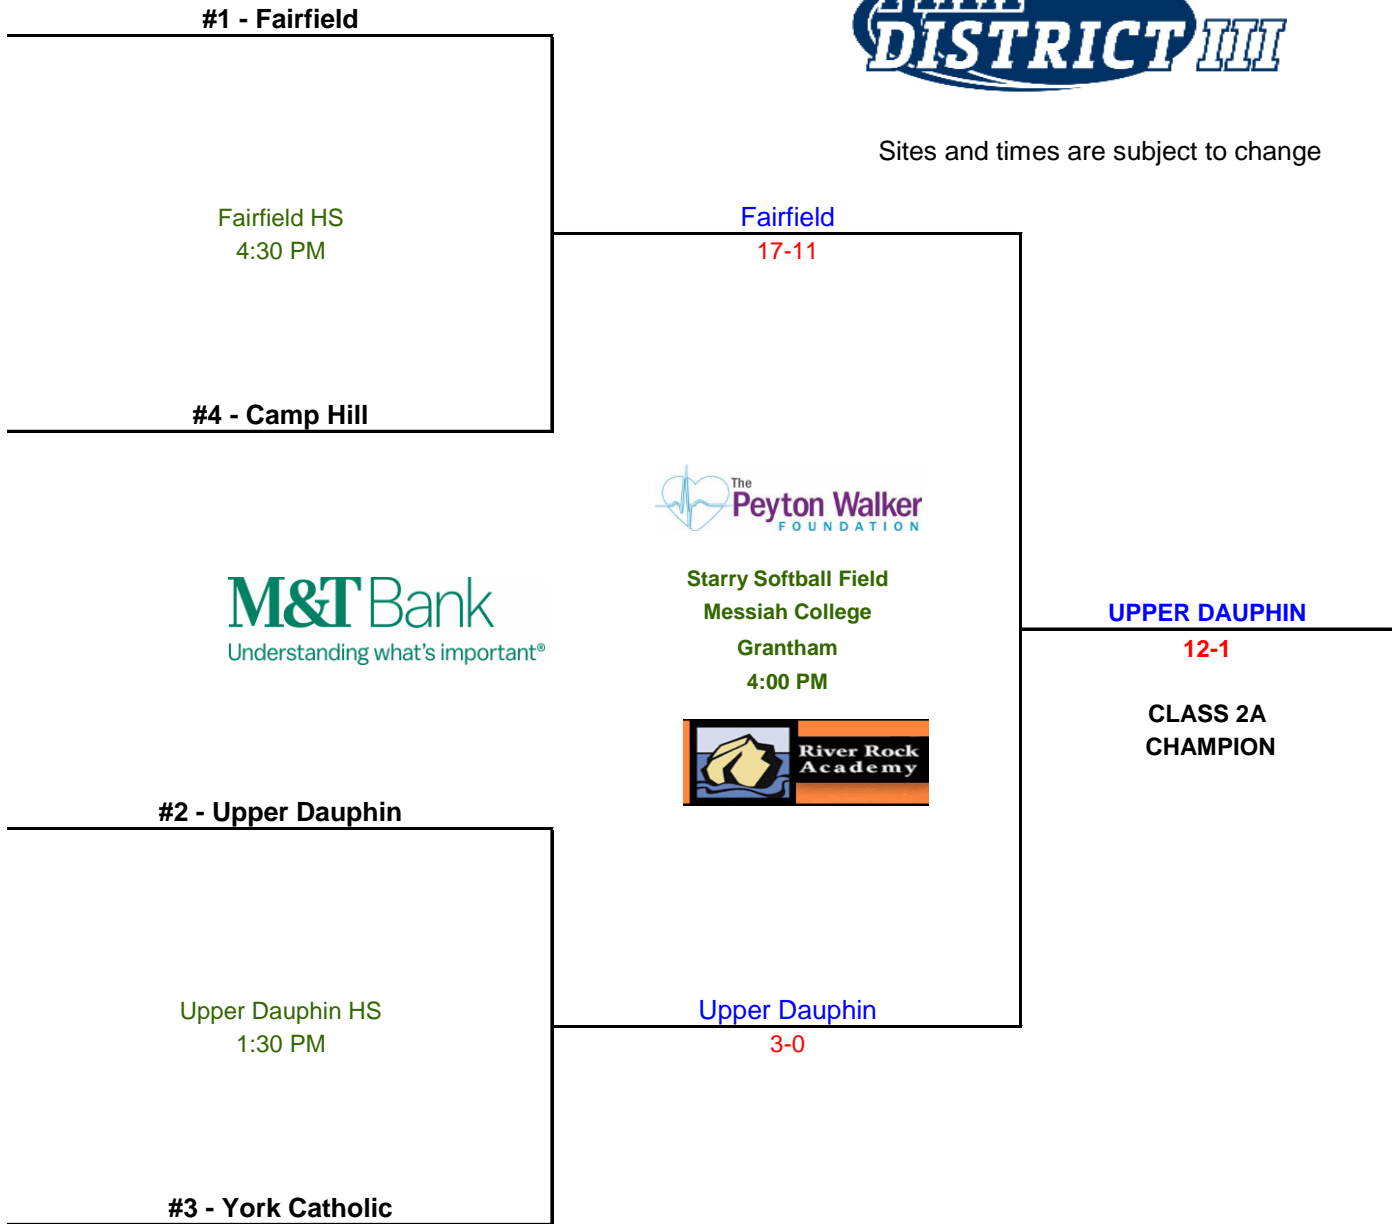 #1 - Fairfield
DISTRICT III
Sites and times are subject to change
Fairfield HS
4:30 PM
Fairfield
17-11
#4 - Camp Hill
The
Peyton Walker
FOUNDATION
M&T Bank
Understanding what's important®
Starry Softball Field
Messiah College
Grantham
4:00 PM
UPPER DAUPHIN
12-1
CLASS 2A
CHAMPION
River Rock
Academy
#2 - Upper Dauphin
Upper Dauphin HS
1:30 PM
Upper Dauphin
3-0
#3 - York Catholic